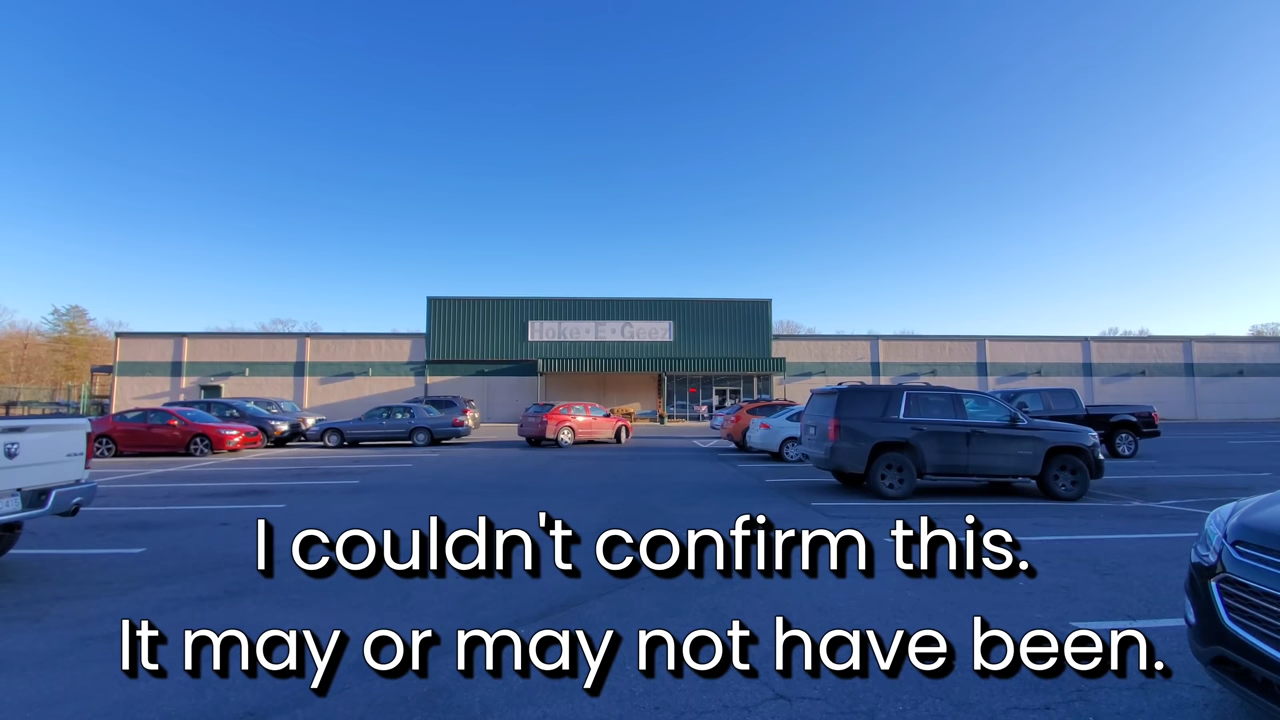 Hoke·E·Geez
I couldn't confirm this.
It may or may not have been.